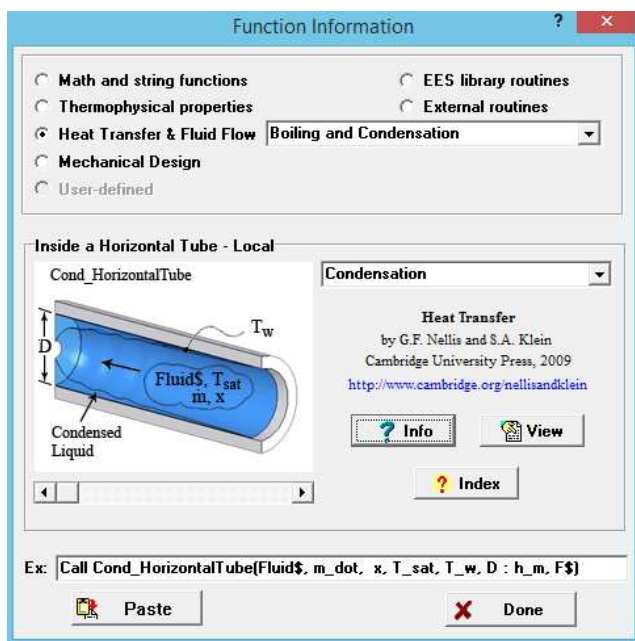 Function Information
?
×
Math and string functions
EES library routines
Thermophysical properties
External routines
Heat Transfer & Fluid Flow
Boiling and Condensation
Mechanical Design
User-defined
Inside a Horizontal Tube - Local
Cond_HorizontalTube
Condensation
T_w
D
Fluid$, T_sat
m, x
Condensed
Liquid
Heat Transfer
by G.F. Nellis and S.A. Klein
Cambridge University Press, 2009
http://www.cambridge.org/nellisandklein
? Info
View
? Index
Ex: Call Cond_HorizontalTube(Fluid$, m_dot, x, T_sat, T_w, D : h_m, F$)
Paste
Done